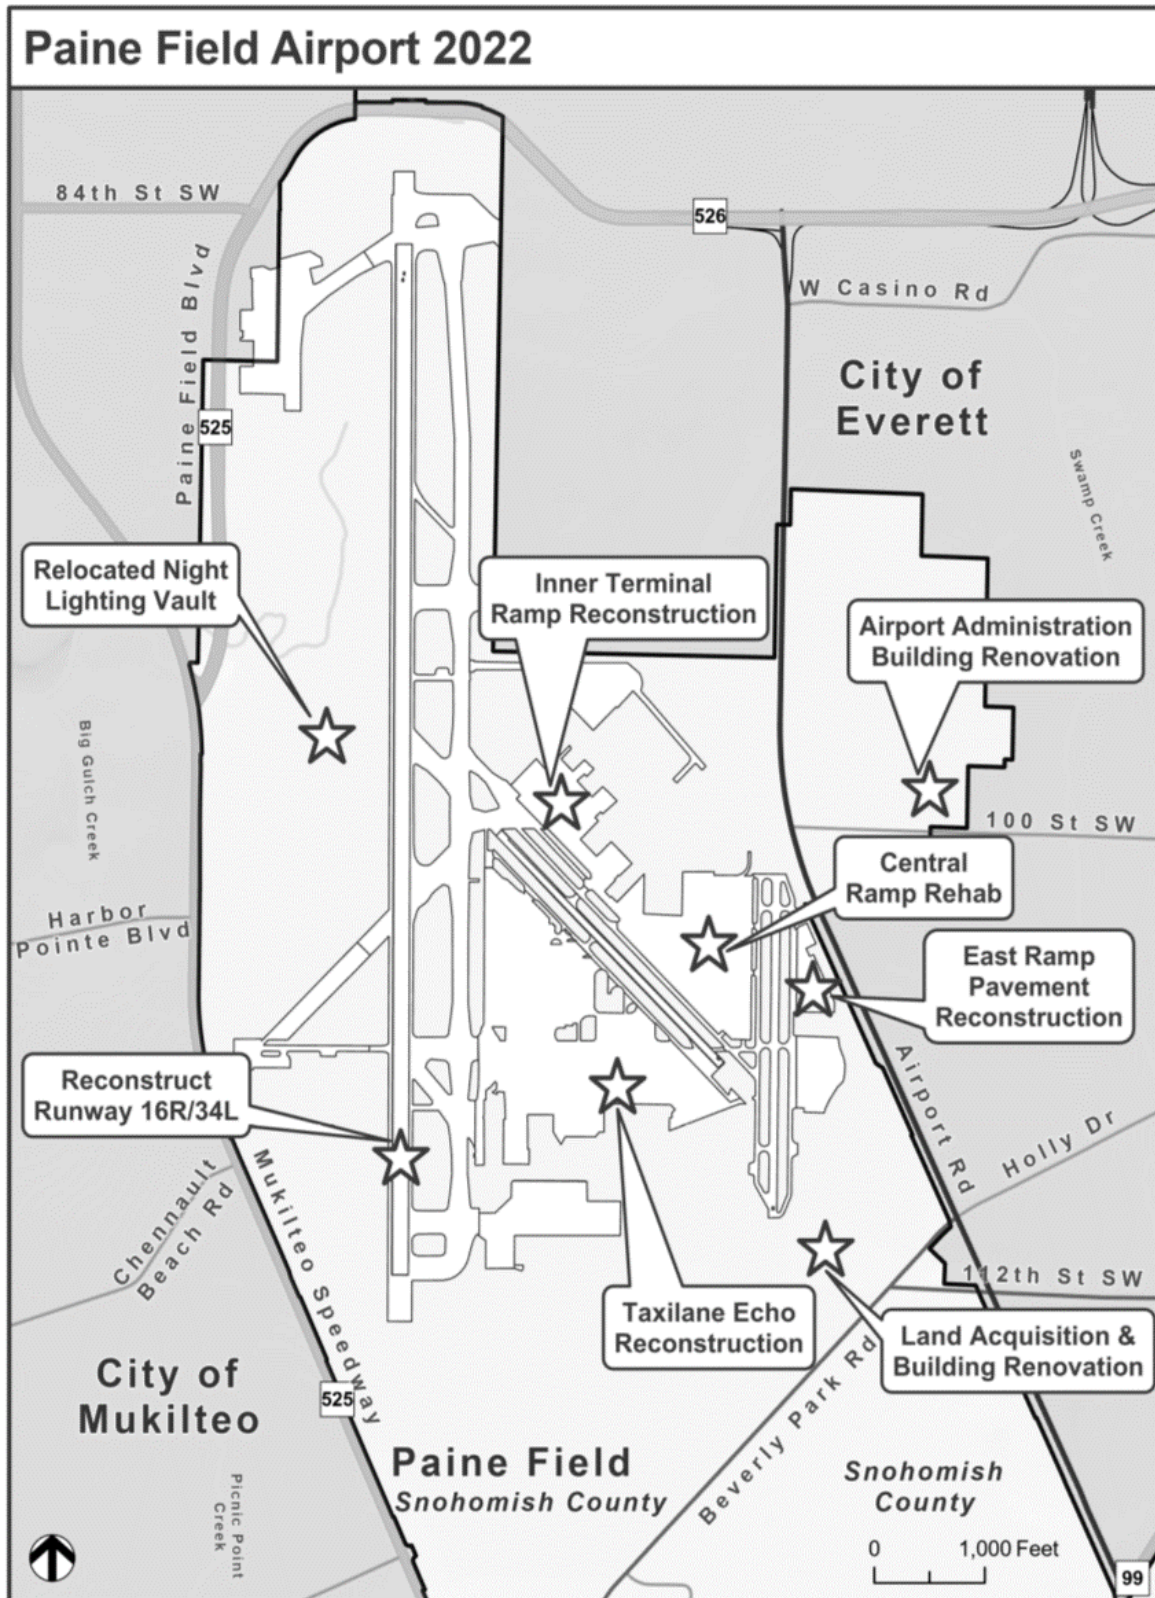 Paine Field Airport 2022
84th St SW
526
Paine Field Blvd
W Casino Rd
City of
Everett
525
Swamp Creek
Relocated Night
Lighting Vault
Inner Terminal
Ramp Reconstruction
Airport Administration
Building Renovation
Big Gulch Creek
100 St SW
Central
Ramp Rehab
Harbor
Pointe Blvd
East Ramp
Pavement
Reconstruction
Reconstruct
Runway 16R/34L
Airport Rd
Holly Dr
Chennault
Beach Rd
Mukilteo Speedway
112th St SW
Taxilane Echo
Reconstruction
Land Acquisition &
Building Renovation
City of
Mukilteo
525
Beverly Park Rd
Paine Field
Snohomish County
Snohomish
County
Picnic Point
Creek
0 1,000 Feet
99